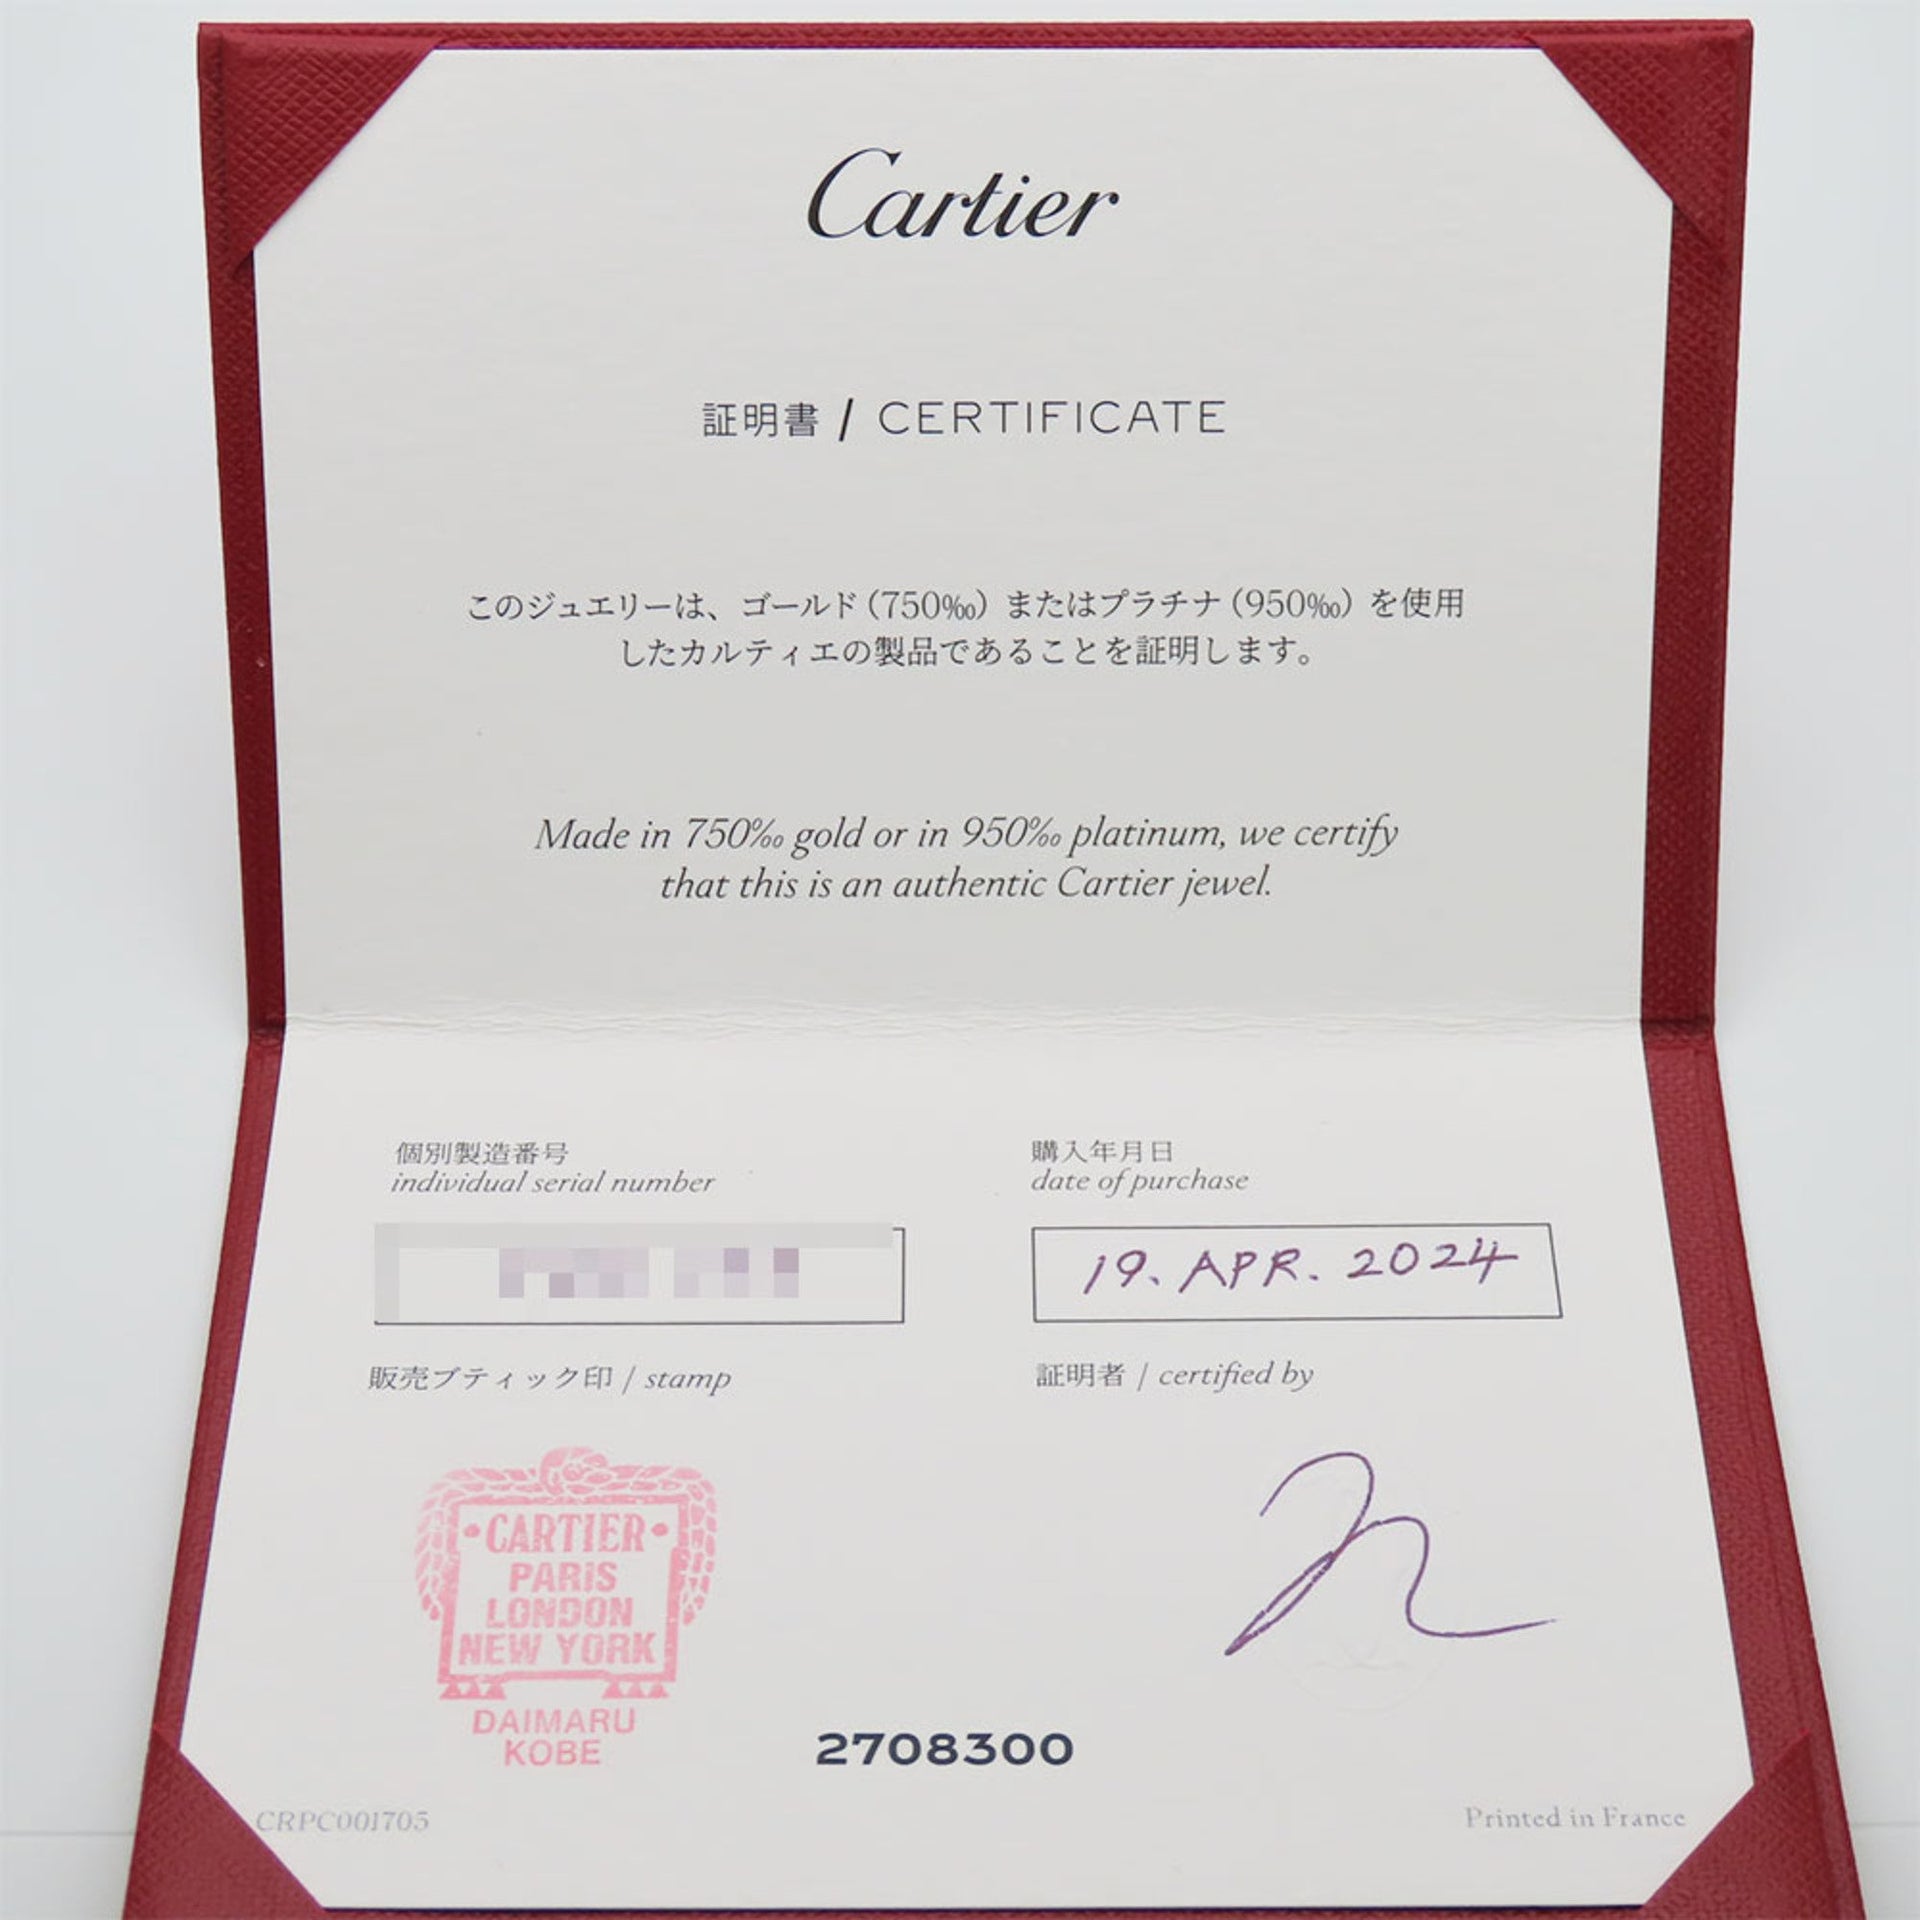 Cartier
証明書 / CERTIFICATE
このジュエリーは、ゴールド（750‰）またはプラチナ（950‰）を使用
したカルティエの製品であることを証明します。
Made in 750‰ gold or in 950‰ platinum, we certify
that this is an authentic Cartier jewel.
個別製造番号
individual serial number
購入年月日
date of purchase
19. APR. 2024
販売ブティック印 / stamp
証明者 / certified by
CARTIER
PARIS
LONDON
NEW YORK
DAIMARU
KOBE
2708300
CRPC001705
Printed in France